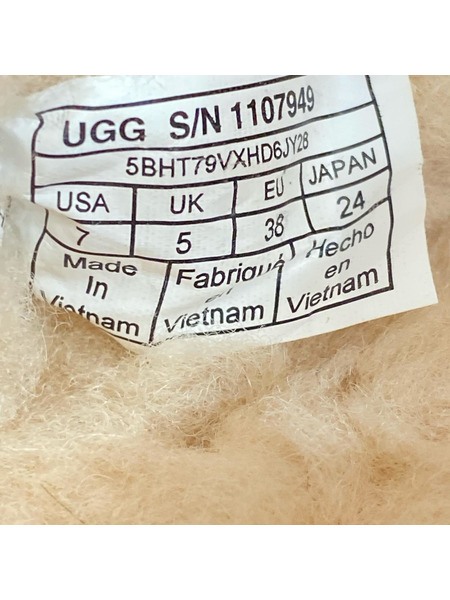 UGG S/N 1107949
5BHT79VXHD6JY28
USA UK EU JAPAN
7 5 38 24
Made Fabriqué Hecho
In en en
Vietnam Vietnam Vietnam